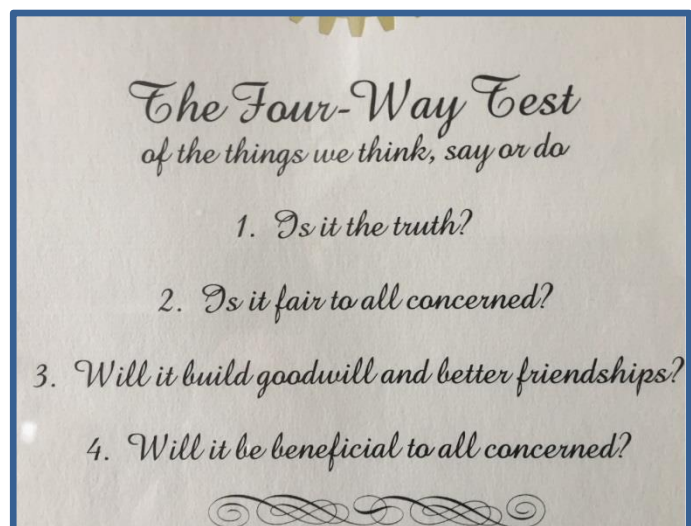 The Four-Way Test
of the things we think, say or do
1. Is it the truth?
2. Is it fair to all concerned?
3. Will it build goodwill and better friendships?
4. Will it be beneficial to all concerned?